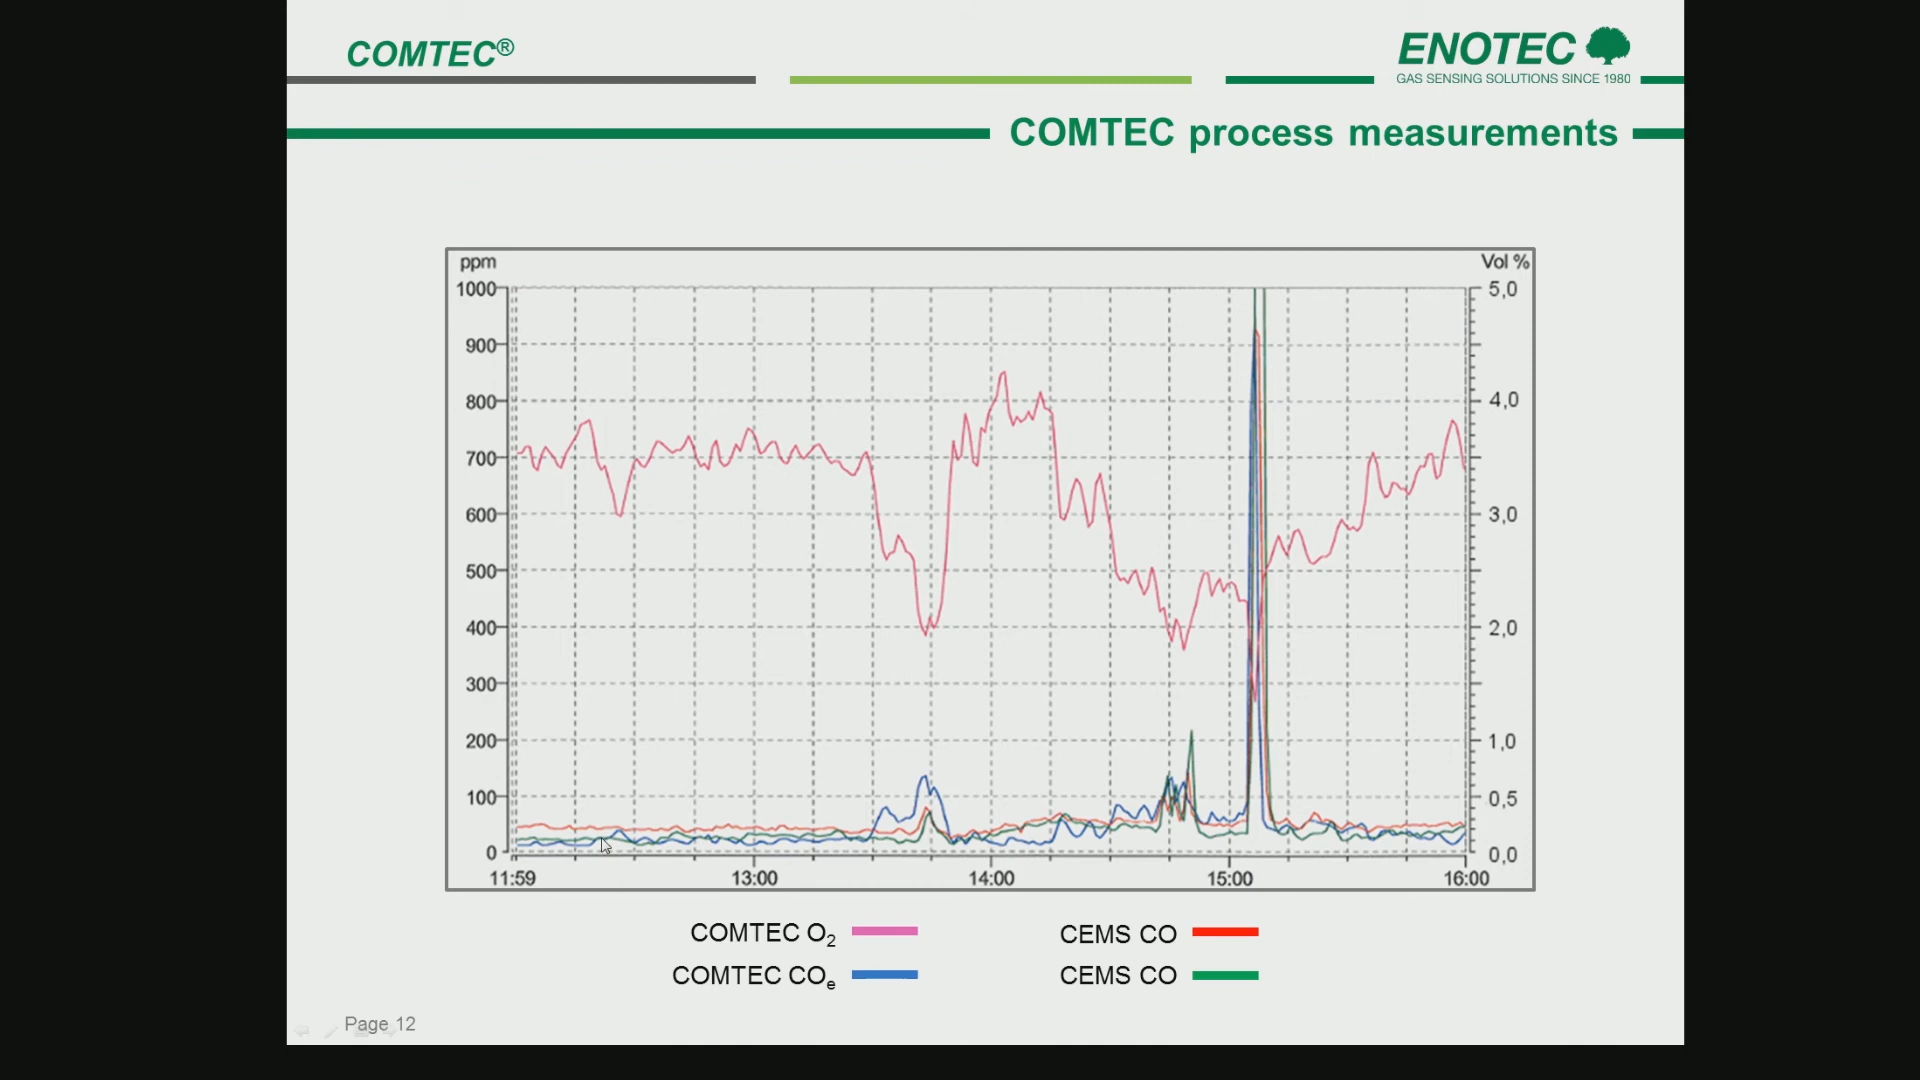 COMTEC®
ENOTEC
GAS SENSING SOLUTIONS SINCE 1980
COMTEC process measurements
ppm
Vol %
1000
900
800
700
600
500
400
300
200
100
0
5,0
4,0
3,0
2,0
1,0
0,5
0,0
11:59
13:00
14:00
15:00
16:00
COMTEC O₂
CEMS CO
COMTEC COₑ
CEMS CO
Page 12